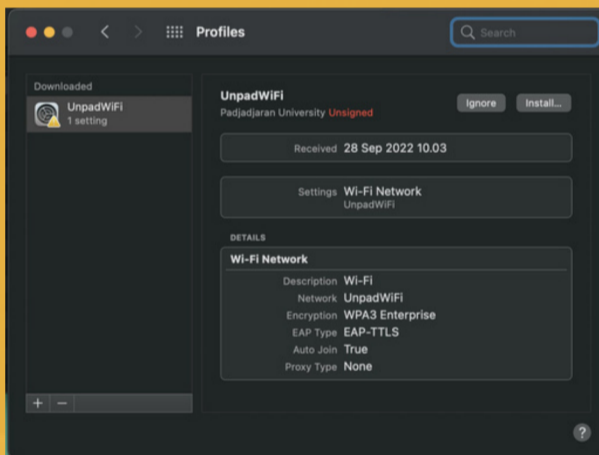 Profiles
Search
Downloaded
UnpadWiFi
1 setting
UnpadWiFi
Padjadjaran University Unsigned
Ignore
Install...
Received 28 Sep 2022 10.03
Settings Wi-Fi Network
UnpadWiFi
DETAILS
Wi-Fi Network
Description Wi-Fi
Network UnpadWiFi
Encryption WPA3 Enterprise
EAP Type EAP-TTLS
Auto Join True
Proxy Type None
+ −
?